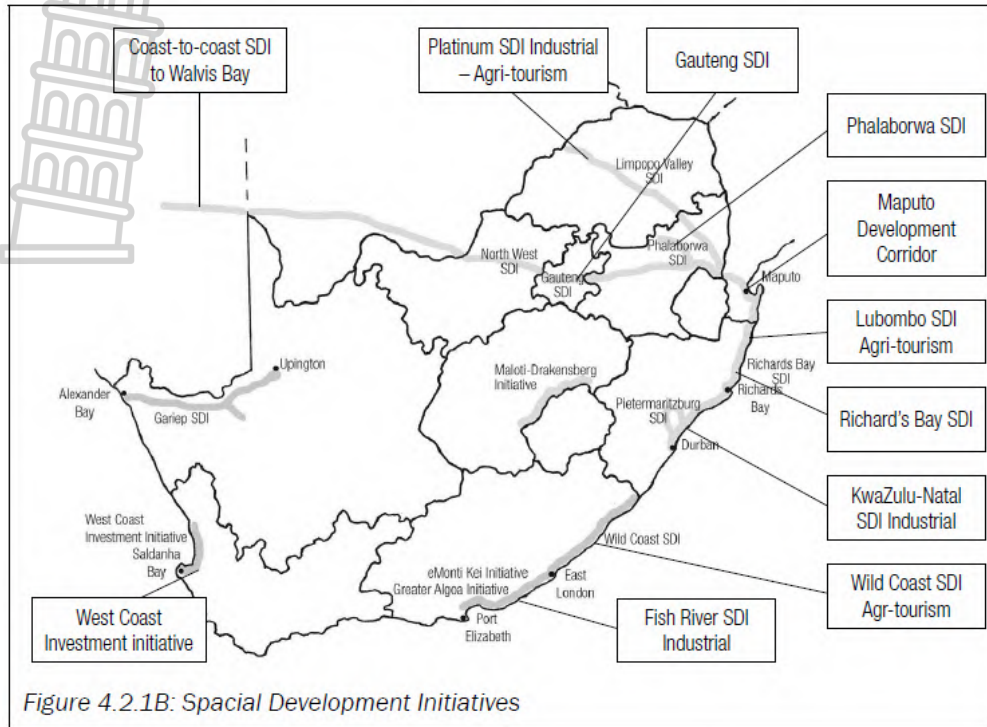 Coast-to-coast SDI
to Walvis Bay
Platinum SDI Industrial
– Agri-tourism
Gauteng SDI
Phalaborwa SDI
Maputo
Development
Corridor
Lubombo SDI
Agri-tourism
Richard's Bay SDI
KwaZulu-Natal
SDI Industrial
Wild Coast SDI
Agr-tourism
Fish River SDI
Industrial
West Coast
Investment initiative
Limpopo Valley
SDI
North West
SDI
Gauteng
SDI
Phalaborwa
SDI
Maputo
Upington
Alexander
Bay
Gariep SDI
Maloti-Drakensberg
Initiative
Richards Bay
SDI
Richards
Bay
Pietermaritzburg
SDI
Durban
West Coast
Investment Initiative
Saldanha
Bay
Wild Coast SDI
eMonti Kei Initiative
Greater Algoa Initiative
East
London
Port
Elizabeth
Figure 4.2.1B: Spacial Development Initiatives